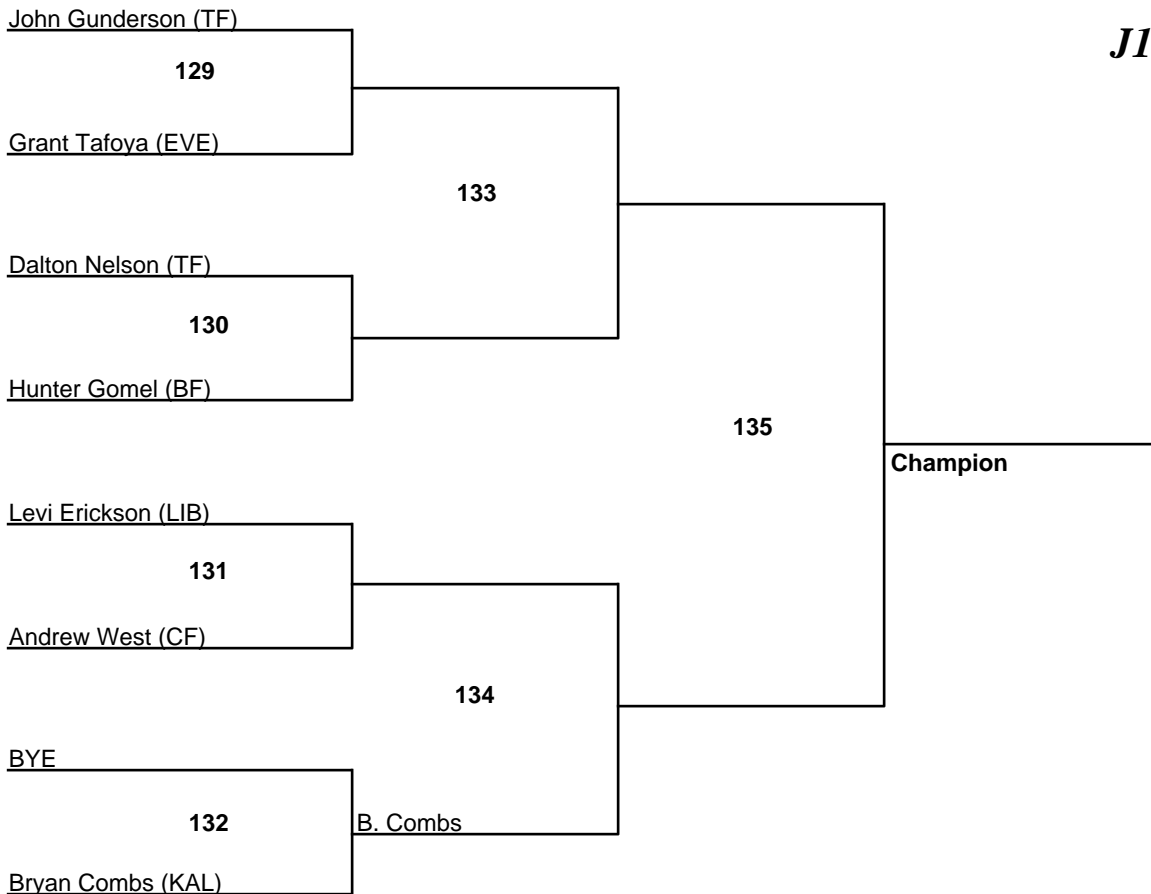 John Gunderson (TF)
J1
129
Grant Tafoya (EVE)
133
Dalton Nelson (TF)
130
Hunter Gomel (BF)
135
Champion
Levi Erickson (LIB)
131
Andrew West (CF)
134
BYE
132
B. Combs
Bryan Combs (KAL)